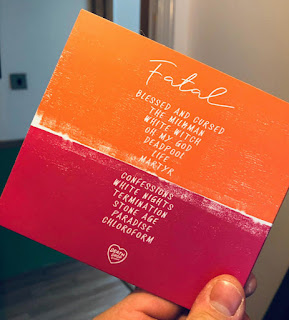 Fatal
BLESSED AND CURSED
THE MILKMAN
WHITE WITCH
OH MY GOD
DEADPOOL
LIFE
MARTYR
CONFESSIONS
WHITE NIGHTS
TERMINATION
STONE AGE
PARADISE
CHLOROFORM